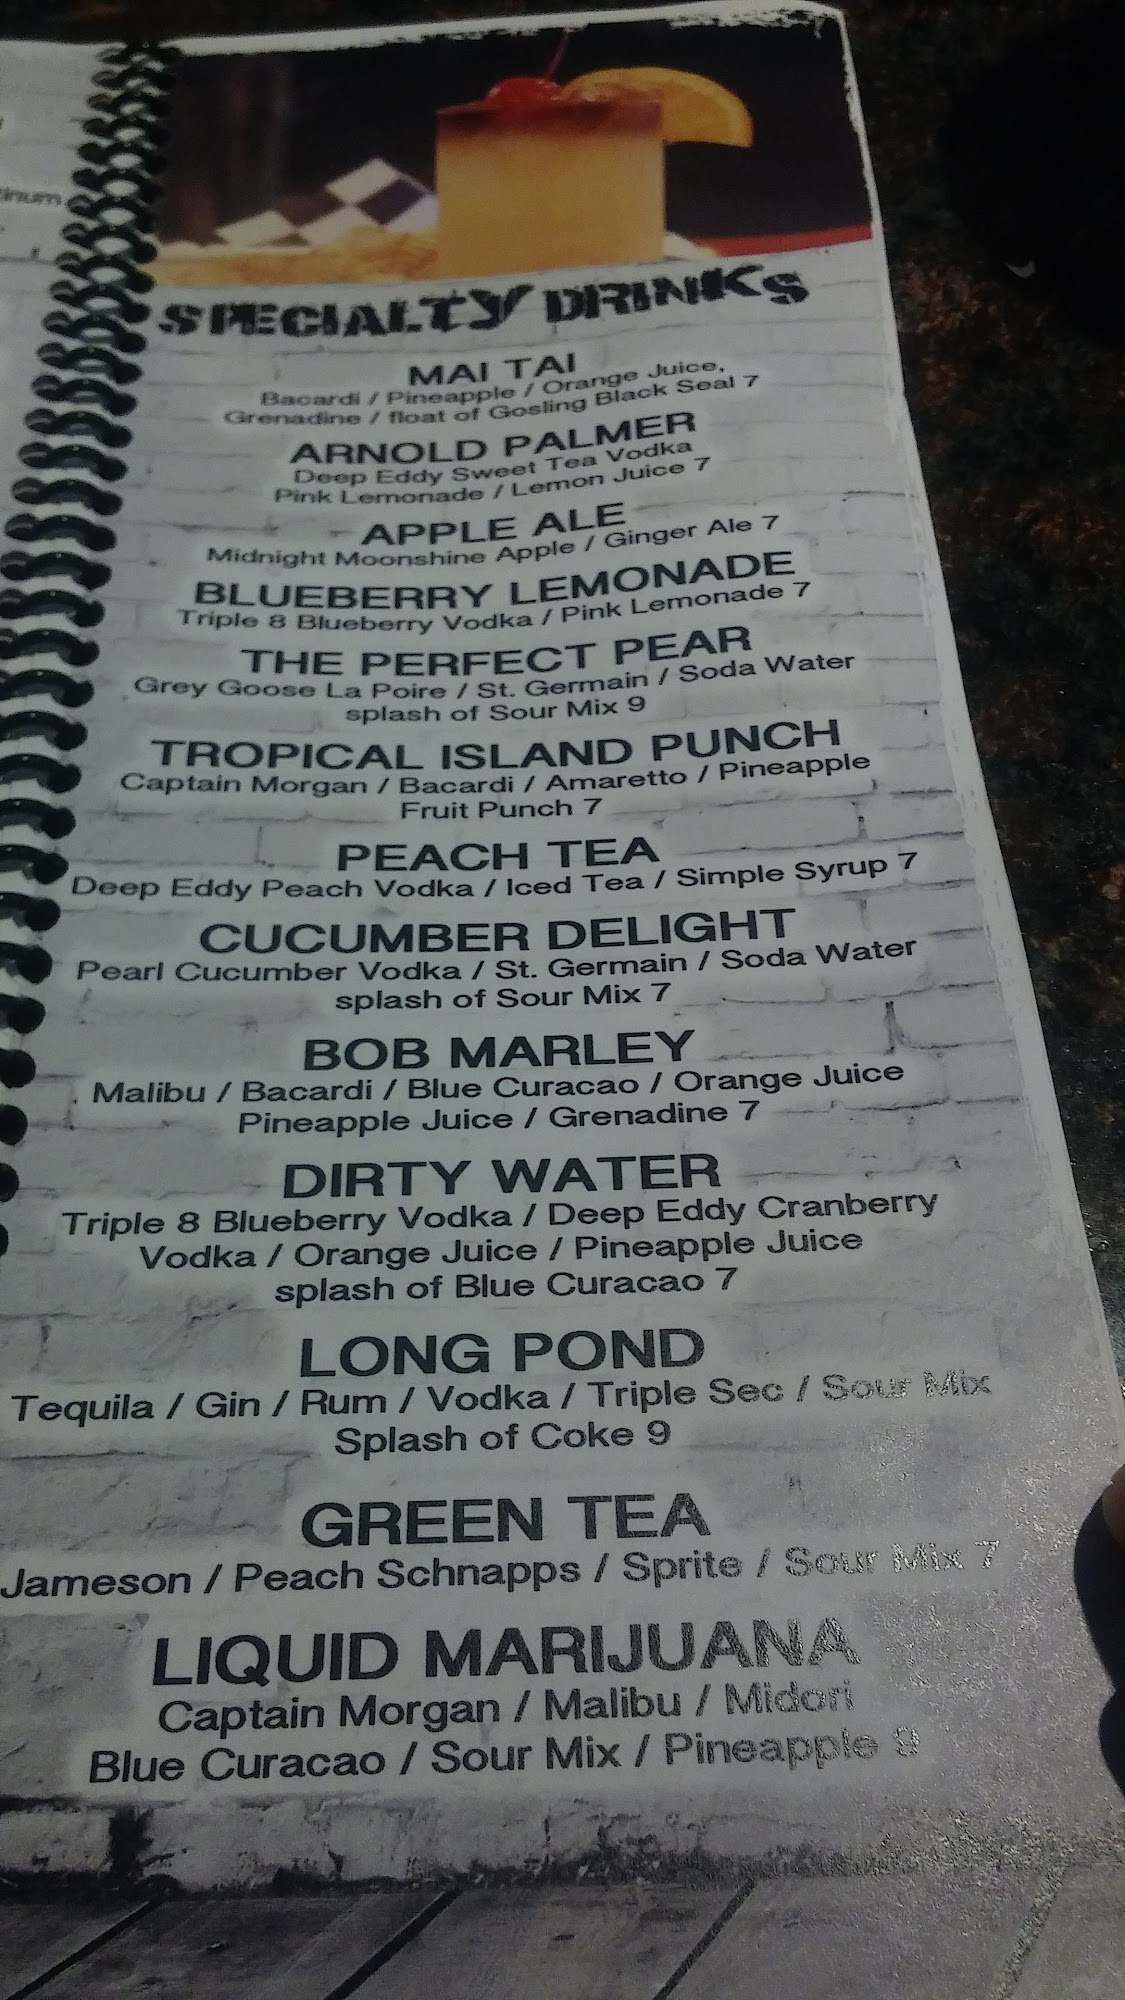 SPECIALTY DRINKS
MAI TAI
Bacardi / Pineapple / Orange Juice,
Grenadine / float of Gosling Black Seal 7
ARNOLD PALMER
Deep Eddy Sweet Tea Vodka
Pink Lemonade / Lemon Juice 7
APPLE ALE
Midnight Moonshine Apple / Ginger Ale 7
BLUEBERRY LEMONADE
Triple 8 Blueberry Vodka / Pink Lemonade 7
THE PERFECT PEAR
Grey Goose La Poire / St. Germain / Soda Water
splash of Sour Mix 9
TROPICAL ISLAND PUNCH
Captain Morgan / Bacardi / Amaretto / Pineapple
Fruit Punch 7
PEACH TEA
Deep Eddy Peach Vodka / Iced Tea / Simple Syrup 7
CUCUMBER DELIGHT
Pearl Cucumber Vodka / St. Germain / Soda Water
splash of Sour Mix 7
BOB MARLEY
Malibu / Bacardi / Blue Curacao / Orange Juice
Pineapple Juice / Grenadine 7
DIRTY WATER
Triple 8 Blueberry Vodka / Deep Eddy Cranberry
Vodka / Orange Juice / Pineapple Juice
splash of Blue Curacao 7
LONG POND
Tequila / Gin / Rum / Vodka / Triple Sec / Sour Mix
Splash of Coke 9
GREEN TEA
Jameson / Peach Schnapps / Sprite / Sour Mix 7
LIQUID MARIJUANA
Captain Morgan / Malibu / Midori
Blue Curacao / Sour Mix / Pineapple 9